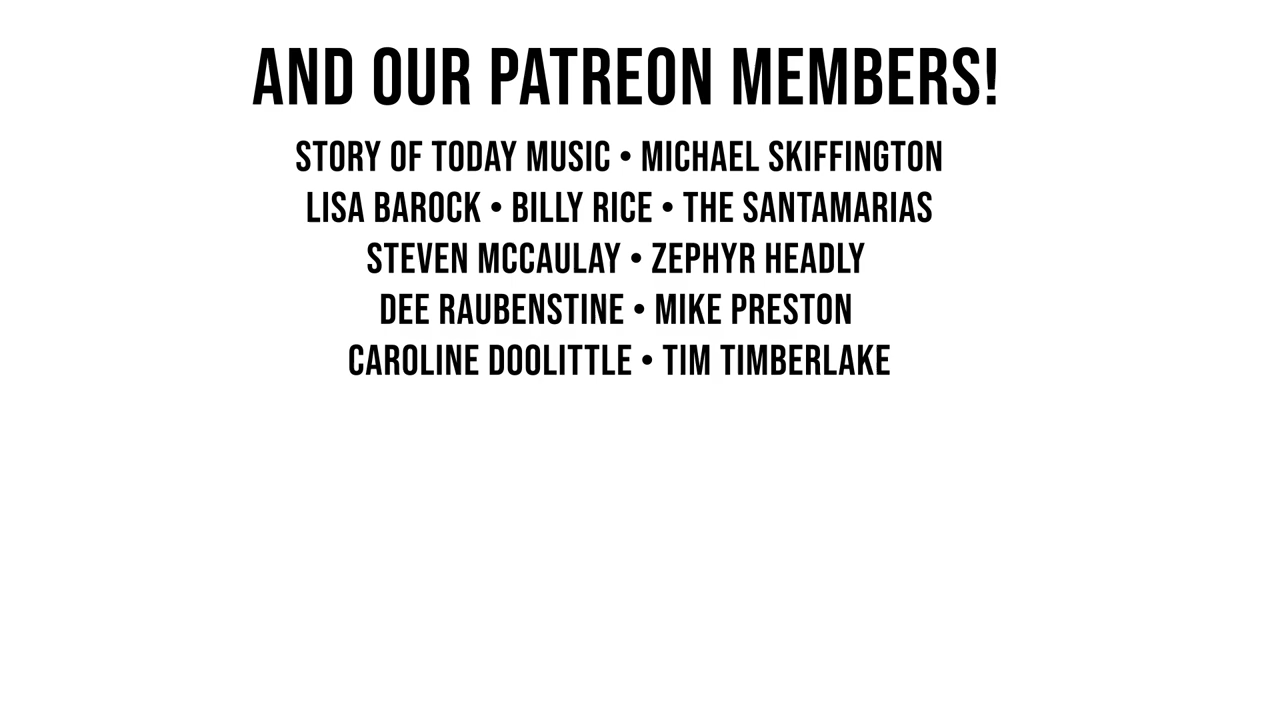 AND OUR PATREON MEMBERS!
STORY OF TODAY MUSIC • MICHAEL SKIFFINGTON
LISA BAROCK • BILLY RICE • THE SANTAMARIAS
STEVEN MCCAULAY • ZEPHYR HEADLY
DEE RAUBENSTINE • MIKE PRESTON
CAROLINE DOOLITTLE • TIM TIMBERLAKE